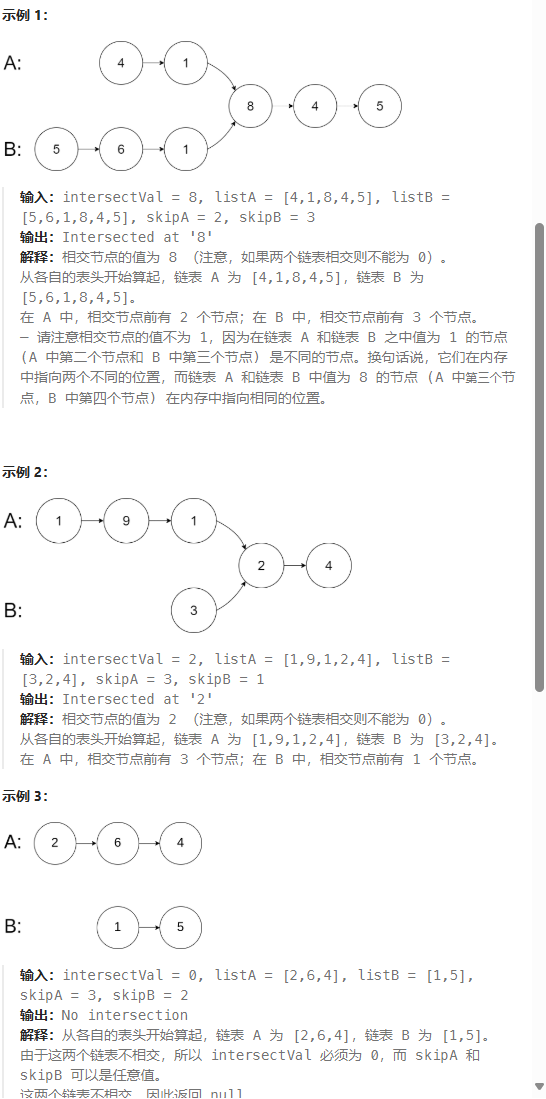 示例 1：
A:
4
1
8
4
5
B:
5
6
1
输入：intersectVal = 8, listA = [4,1,8,4,5], listB =
[5,6,1,8,4,5], skipA = 2, skipB = 3
输出：Intersected at '8'
解释：相交节点的值为 8 （注意，如果两个链表相交则不能为 0）。
从各自的表头开始算起，链表 A 为 [4,1,8,4,5]，链表 B 为
[5,6,1,8,4,5]。
在 A 中，相交节点前有 2 个节点；在 B 中，相交节点前有 3 个节点。
— 请注意相交节点的值不为 1，因为在链表 A 和链表 B 之中值为 1 的节点
(A 中第二个节点和 B 中第三个节点) 是不同的节点。换句话说，它们在内存
中指向两个不同的位置，而链表 A 和链表 B 中值为 8 的节点 (A 中第三个节
点，B 中第四个节点) 在内存中指向相同的位置。
示例 2：
A:
1
9
1
2
4
B:
3
输入：intersectVal = 2, listA = [1,9,1,2,4], listB =
[3,2,4], skipA = 3, skipB = 1
输出：Intersected at '2'
解释：相交节点的值为 2 （注意，如果两个链表相交则不能为 0）。
从各自的表头开始算起，链表 A 为 [1,9,1,2,4]，链表 B 为 [3,2,4]。
在 A 中，相交节点前有 3 个节点；在 B 中，相交节点前有 1 个节点。
示例 3：
A:
2
6
4
B:
1
5
输入：intersectVal = 0, listA = [2,6,4], listB = [1,5],
skipA = 3, skipB = 2
输出：No intersection
解释：从各自的表头开始算起，链表 A 为 [2,6,4]，链表 B 为 [1,5]。
由于这两个链表不相交，所以 intersectVal 必须为 0，而 skipA 和
skipB 可以是任意值。
这两个链表不相交，因此返回 null